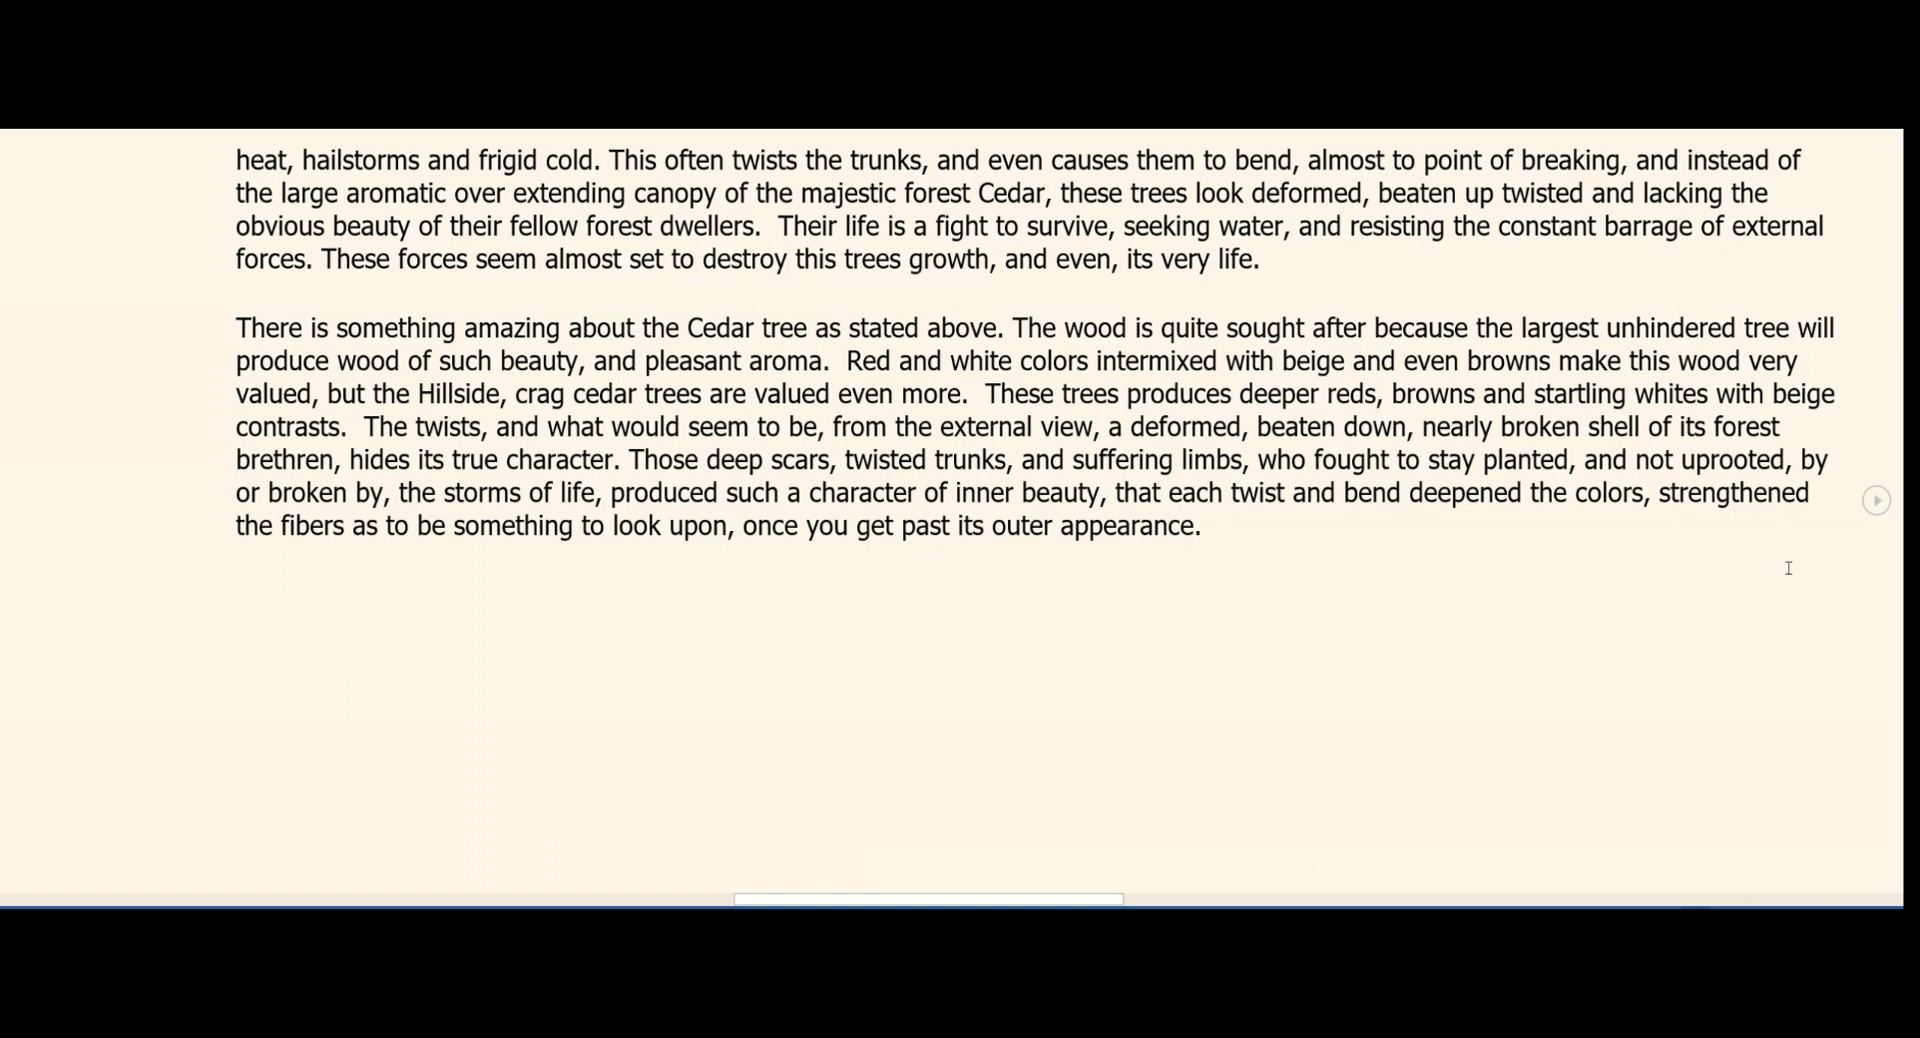 heat, hailstorms and frigid cold. This often twists the trunks, and even causes them to bend, almost to point of breaking, and instead of
the large aromatic over extending canopy of the majestic forest Cedar, these trees look deformed, beaten up twisted and lacking the
obvious beauty of their fellow forest dwellers.  Their life is a fight to survive, seeking water, and resisting the constant barrage of external
forces. These forces seem almost set to destroy this trees growth, and even, its very life.
There is something amazing about the Cedar tree as stated above. The wood is quite sought after because the largest unhindered tree will
produce wood of such beauty, and pleasant aroma.  Red and white colors intermixed with beige and even browns make this wood very
valued, but the Hillside, crag cedar trees are valued even more.  These trees produces deeper reds, browns and startling whites with beige
contrasts.  The twists, and what would seem to be, from the external view, a deformed, beaten down, nearly broken shell of its forest
brethren, hides its true character. Those deep scars, twisted trunks, and suffering limbs, who fought to stay planted, and not uprooted, by
or broken by, the storms of life, produced such a character of inner beauty, that each twist and bend deepened the colors, strengthened
the fibers as to be something to look upon, once you get past its outer appearance.